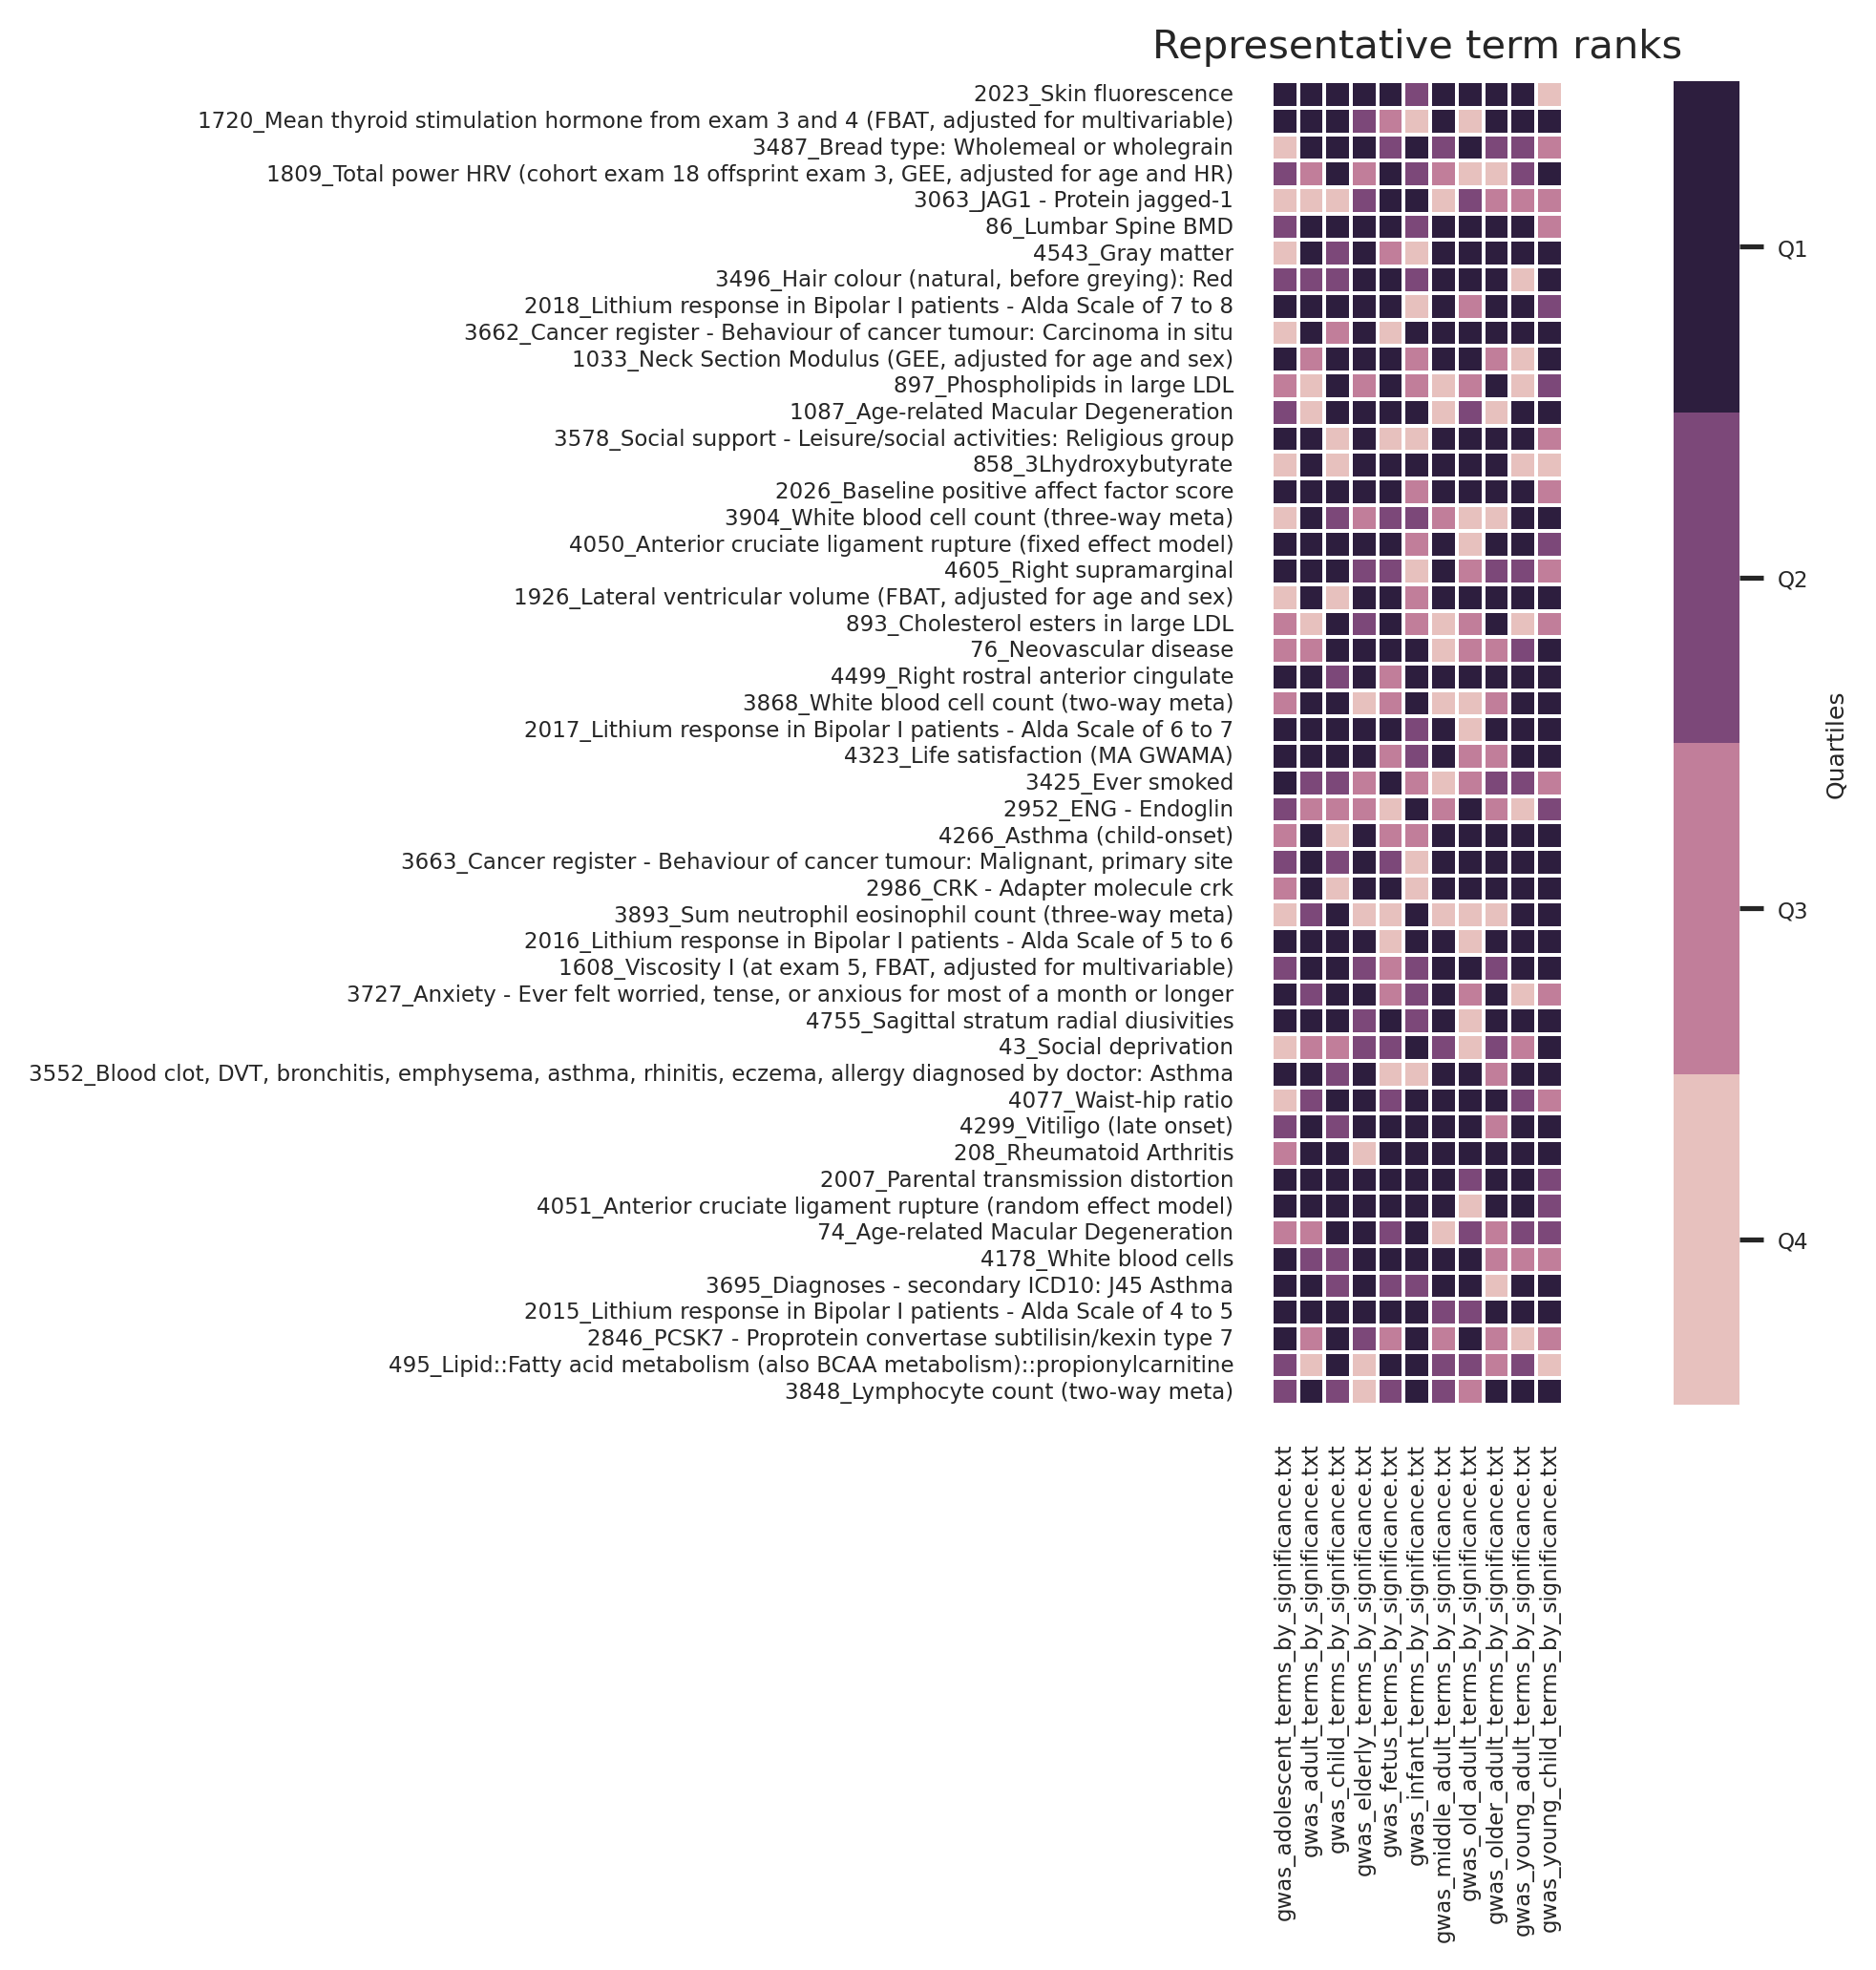 Representative term ranks
2023_Skin fluorescence
1720_Mean thyroid stimulation hormone from exam 3 and 4 (FBAT, adjusted for multivariable)
3487_Bread type: Wholemeal or wholegrain
1809_Total power HRV (cohort exam 18 offsprint exam 3, GEE, adjusted for age and HR)
3063_JAG1 - Protein jagged-1
86_Lumbar Spine BMD
4543_Gray matter
3496_Hair colour (natural, before greying): Red
2018_Lithium response in Bipolar I patients - Alda Scale of 7 to 8
3662_Cancer register - Behaviour of cancer tumour: Carcinoma in situ
1033_Neck Section Modulus (GEE, adjusted for age and sex)
897_Phospholipids in large LDL
1087_Age-related Macular Degeneration
3578_Social support - Leisure/social activities: Religious group
858_3Lhydroxybutyrate
2026_Baseline positive affect factor score
3904_White blood cell count (three-way meta)
4050_Anterior cruciate ligament rupture (fixed effect model)
4605_Right supramarginal
1926_Lateral ventricular volume (FBAT, adjusted for age and sex)
893_Cholesterol esters in large LDL
76_Neovascular disease
4499_Right rostral anterior cingulate
3868_White blood cell count (two-way meta)
2017_Lithium response in Bipolar I patients - Alda Scale of 6 to 7
4323_Life satisfaction (MA GWAMA)
3425_Ever smoked
2952_ENG - Endoglin
4266_Asthma (child-onset)
3663_Cancer register - Behaviour of cancer tumour: Malignant, primary site
2986_CRK - Adapter molecule crk
3893_Sum neutrophil eosinophil count (three-way meta)
2016_Lithium response in Bipolar I patients - Alda Scale of 5 to 6
1608_Viscosity I (at exam 5, FBAT, adjusted for multivariable)
3727_Anxiety - Ever felt worried, tense, or anxious for most of a month or longer
4755_Sagittal stratum radial diusivities
43_Social deprivation
3552_Blood clot, DVT, bronchitis, emphysema, asthma, rhinitis, eczema, allergy diagnosed by doctor: Asthma
4077_Waist-hip ratio
4299_Vitiligo (late onset)
208_Rheumatoid Arthritis
2007_Parental transmission distortion
4051_Anterior cruciate ligament rupture (random effect model)
74_Age-related Macular Degeneration
4178_White blood cells
3695_Diagnoses - secondary ICD10: J45 Asthma
2015_Lithium response in Bipolar I patients - Alda Scale of 4 to 5
2846_PCSK7 - Proprotein convertase subtilisin/kexin type 7
495_Lipid::Fatty acid metabolism (also BCAA metabolism)::propionylcarnitine
3848_Lymphocyte count (two-way meta)
gwas_adolescent_terms_by_significance.txt
gwas_adult_terms_by_significance.txt
gwas_child_terms_by_significance.txt
gwas_elderly_terms_by_significance.txt
gwas_fetus_terms_by_significance.txt
gwas_infant_terms_by_significance.txt
gwas_middle_adult_terms_by_significance.txt
gwas_old_adult_terms_by_significance.txt
gwas_older_adult_terms_by_significance.txt
gwas_young_adult_terms_by_significance.txt
gwas_young_child_terms_by_significance.txt
Q1
Q2
Q3
Q4
Quartiles